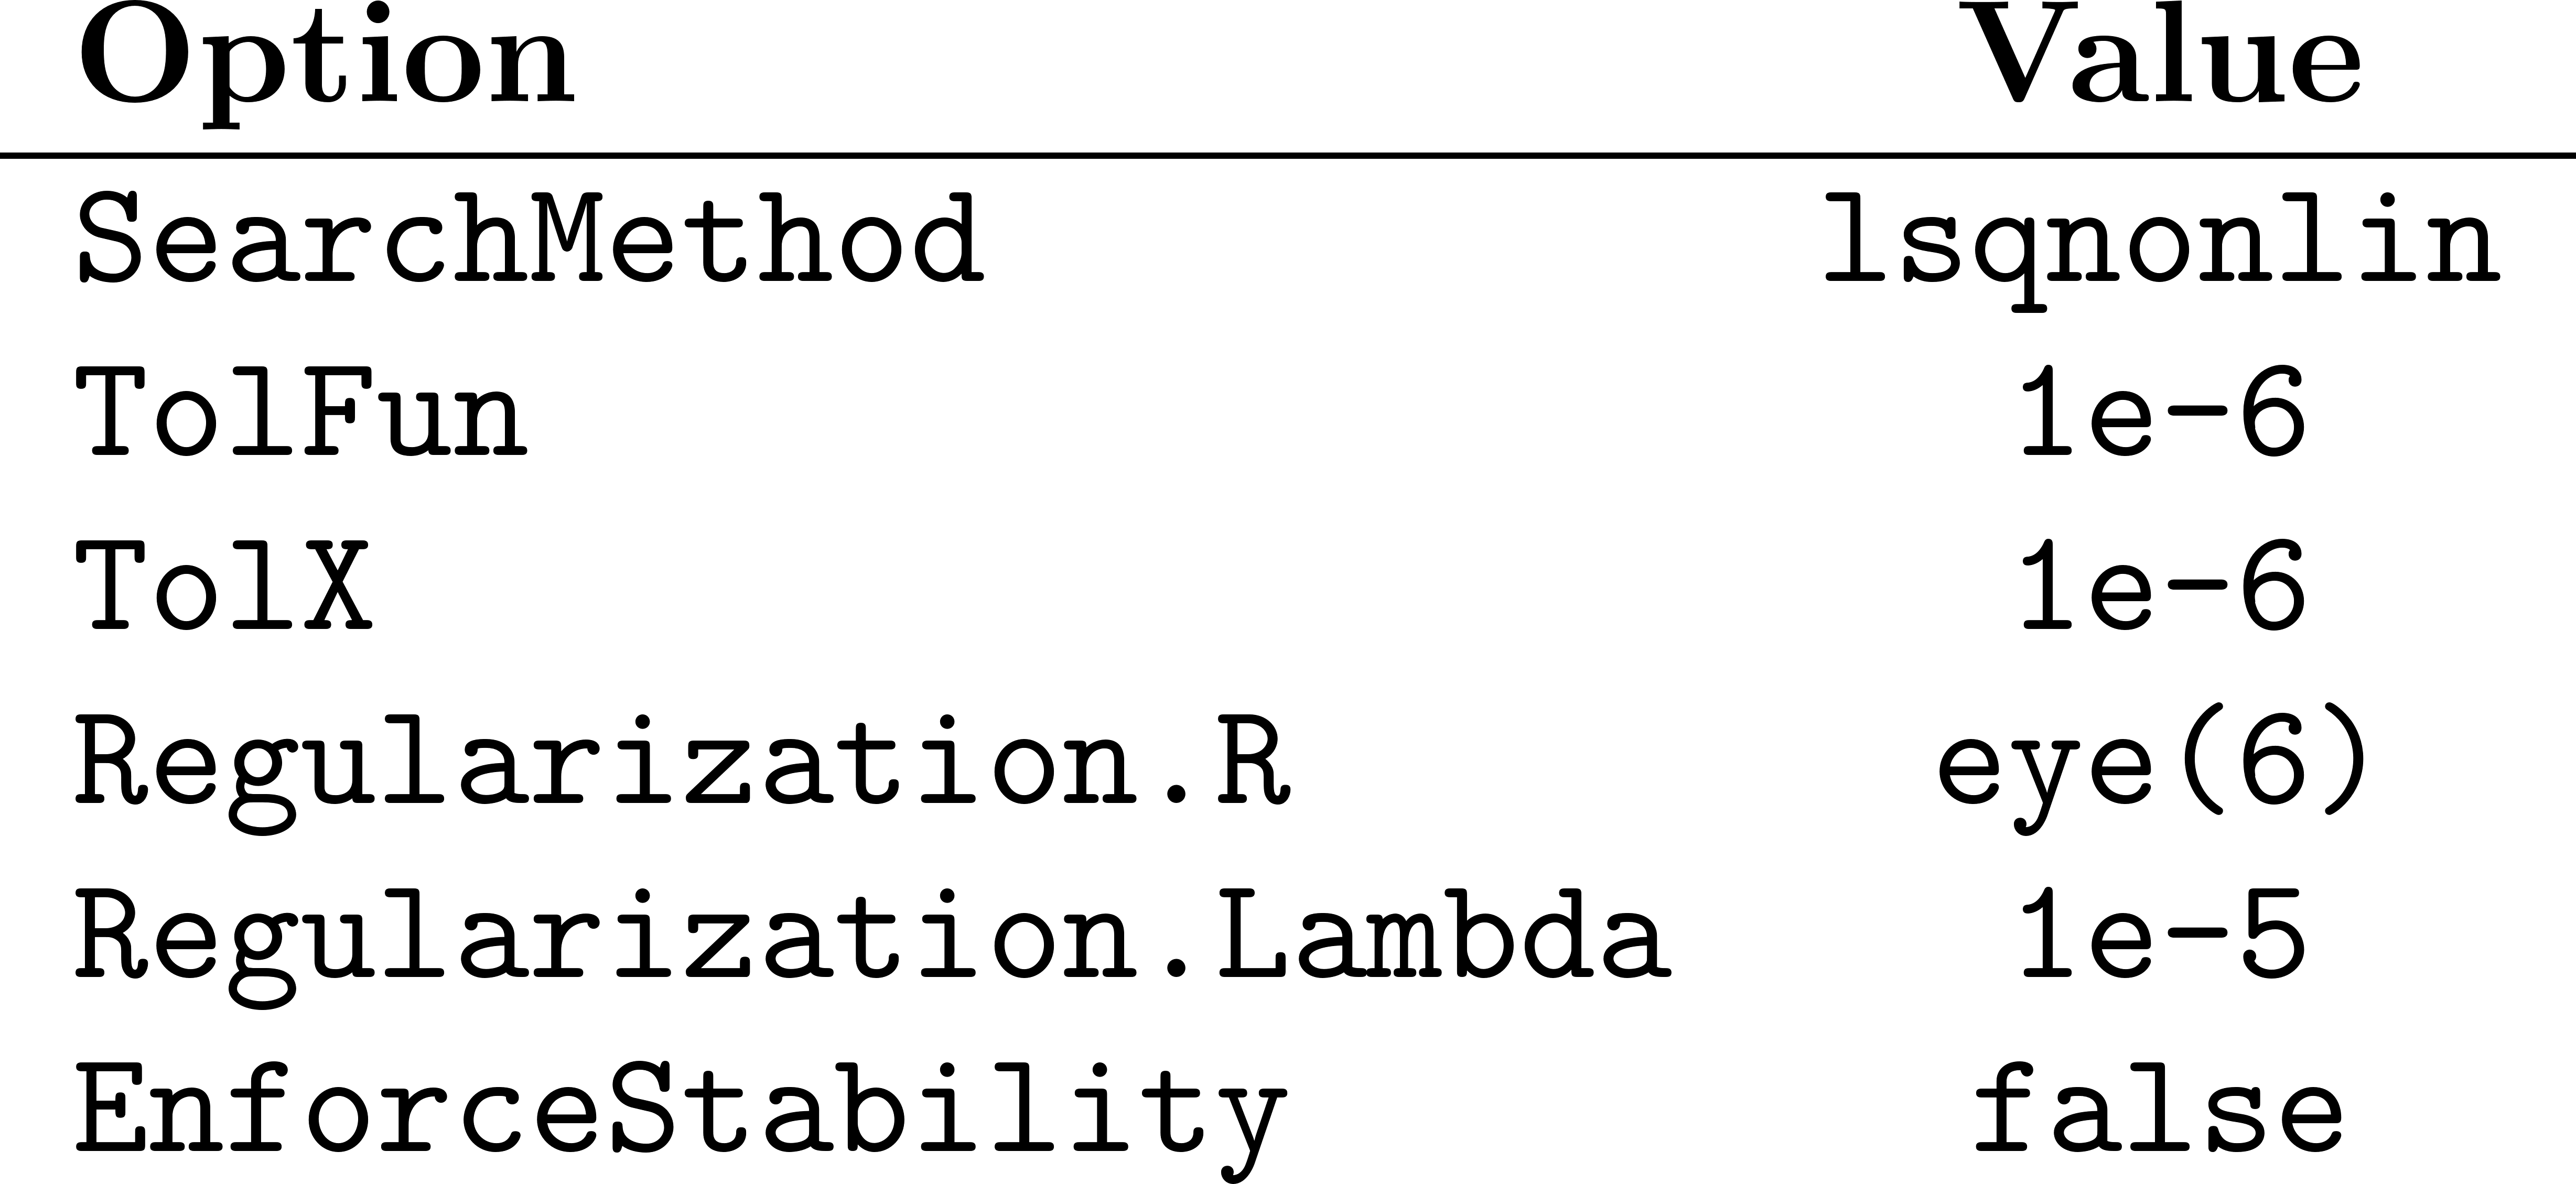 Option Value
SearchMethod lsqnonlin
TolFun 1e-6
TolX 1e-6
Regularization.R eye(6)
Regularization.Lambda 1e-5
EnforceStability false